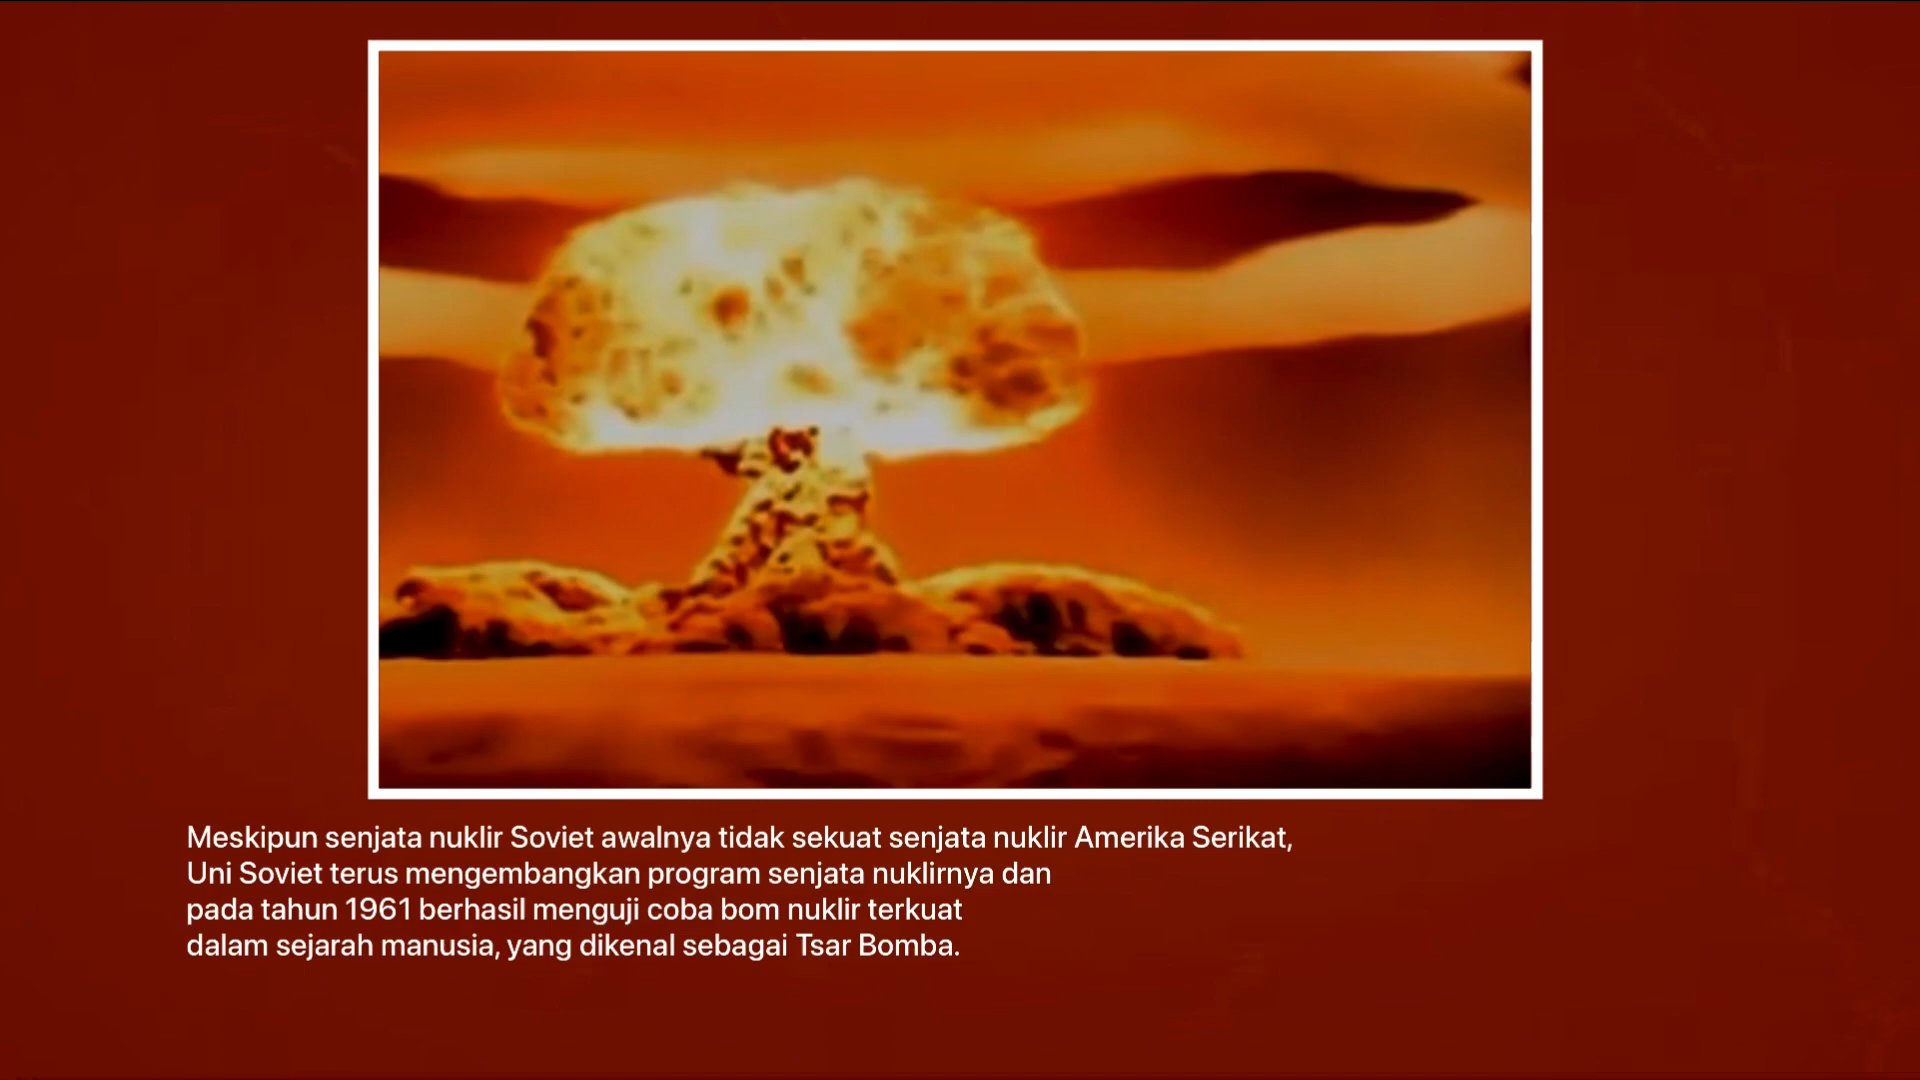 Meskipun senjata nuklir Soviet awalnya tidak sekuat senjata nuklir Amerika Serikat,
Uni Soviet terus mengembangkan program senjata nuklirnya dan
pada tahun 1961 berhasil menguji coba bom nuklir terkuat
dalam sejarah manusia, yang dikenal sebagai Tsar Bomba.